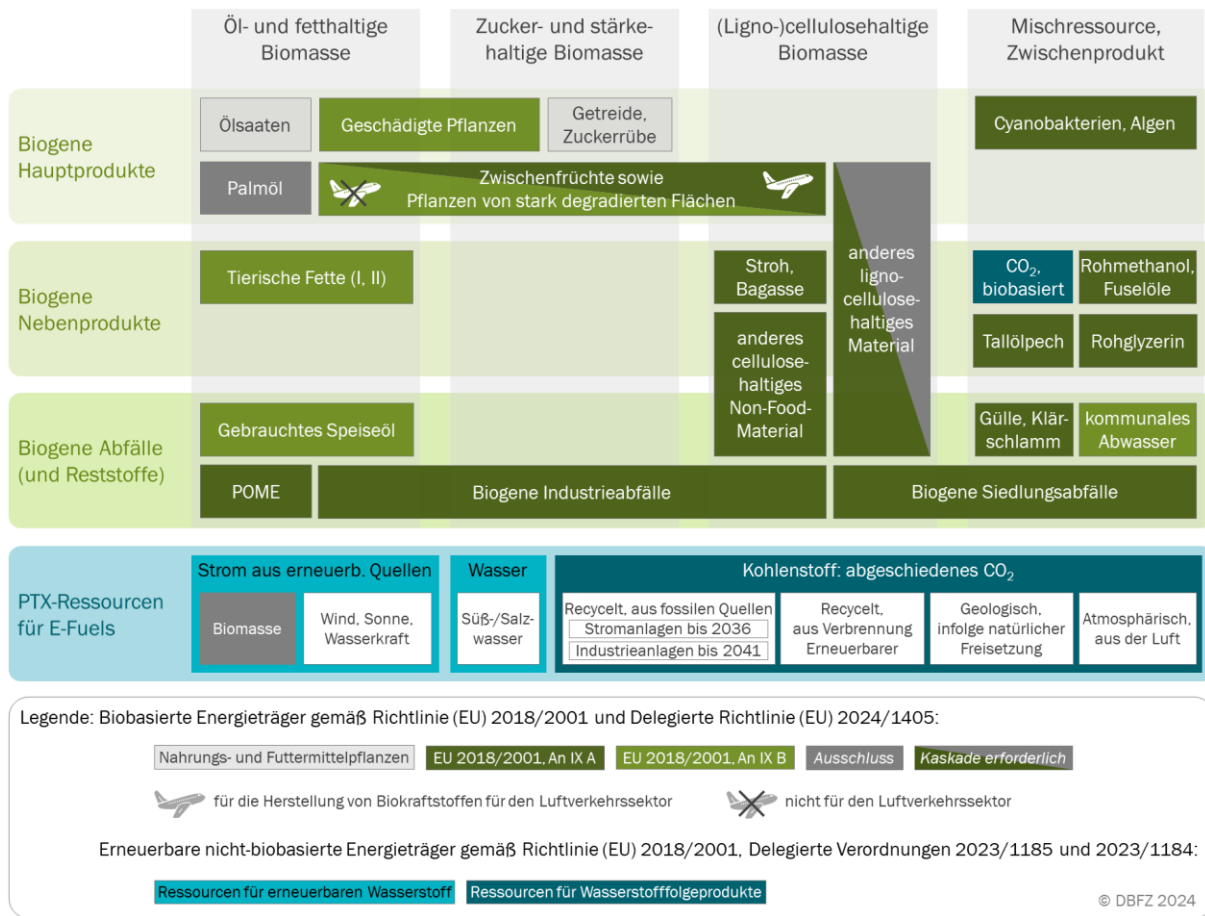 Öl- und fetthaltige
Biomasse
Zucker- und stärke-
haltige Biomasse
(Ligno-)cellulosehaltige
Biomasse
Mischressource,
Zwischenprodukt
Biogene
Hauptprodukte
Ölsaaten
Geschädigte Pflanzen
Getreide,
Zuckerrübe
Cyanobakterien, Algen
Palmöl
Zwischenfrüchte sowie
Pflanzen von stark degradierten Flächen
anderes
ligno-
cellulose-
haltiges
Material
Biogene
Nebenprodukte
Tierische Fette (I, II)
Stroh,
Bagasse
CO₂,
biobasiert
Rohmethanol,
Fuselöle
anderes
cellulose-
haltiges
Non-Food-
Material
Tallölpech
Rohglyzerin
Biogene Abfälle
(und Reststoffe)
Gebrauchtes Speiseöl
Gülle, Klär-
schlamm
kommunales
Abwasser
POME
Biogene Industrieabfälle
Biogene Siedlungsabfälle
PTX-Ressourcen
für E-Fuels
Strom aus erneuerb. Quellen
Biomasse
Wind, Sonne,
Wasserkraft
Wasser
Süß-/Salz-
wasser
Kohlenstoff: abgeschiedenes CO₂
Recycelt, aus fossilen Quellen
Stromanlagen bis 2036
Industrieanlagen bis 2041
Recycelt,
aus Verbrennung
Erneuerbarer
Geologisch,
infolge natürlicher
Freisetzung
Atmosphärisch,
aus der Luft
Legende: Biobasierte Energieträger gemäß Richtlinie (EU) 2018/2001 und Delegierte Richtlinie (EU) 2024/1405:
Nahrungs- und Futtermittelpflanzen
EU 2018/2001, An IX A
EU 2018/2001, An IX B
Ausschluss
Kaskade erforderlich
für die Herstellung von Biokraftstoffen für den Luftverkehrssektor
nicht für den Luftverkehrssektor
Erneuerbare nicht-biobasierte Energieträger gemäß Richtlinie (EU) 2018/2001, Delegierte Verordnungen 2023/1185 und 2023/1184:
Ressourcen für erneuerbaren Wasserstoff
Ressourcen für Wasserstofffolgeprodukte
© DBFZ 2024